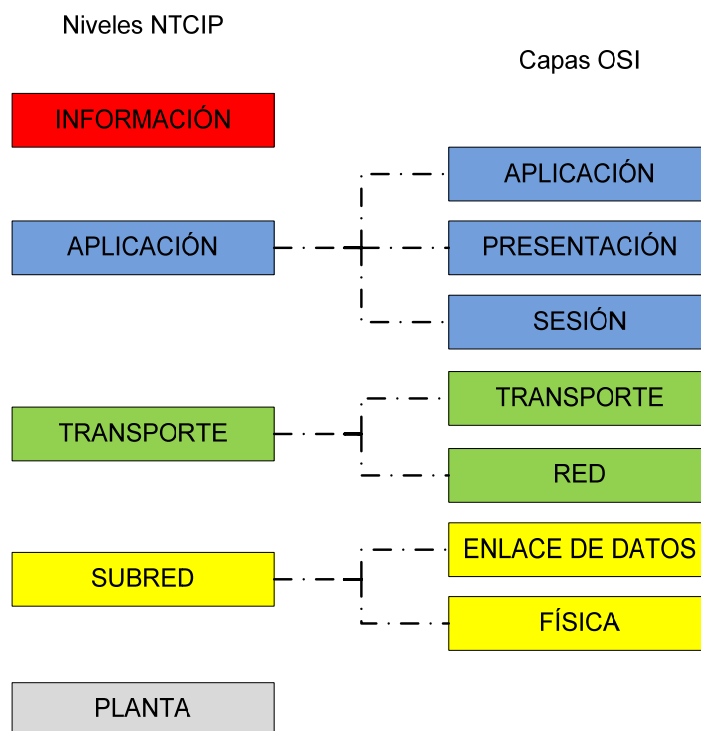 Niveles NTCIP
Capas OSI
INFORMACIÓN
APLICACIÓN
APLICACIÓN
PRESENTACIÓN
SESIÓN
TRANSPORTE
TRANSPORTE
RED
SUBRED
ENLACE DE DATOS
FÍSICA
PLANTA